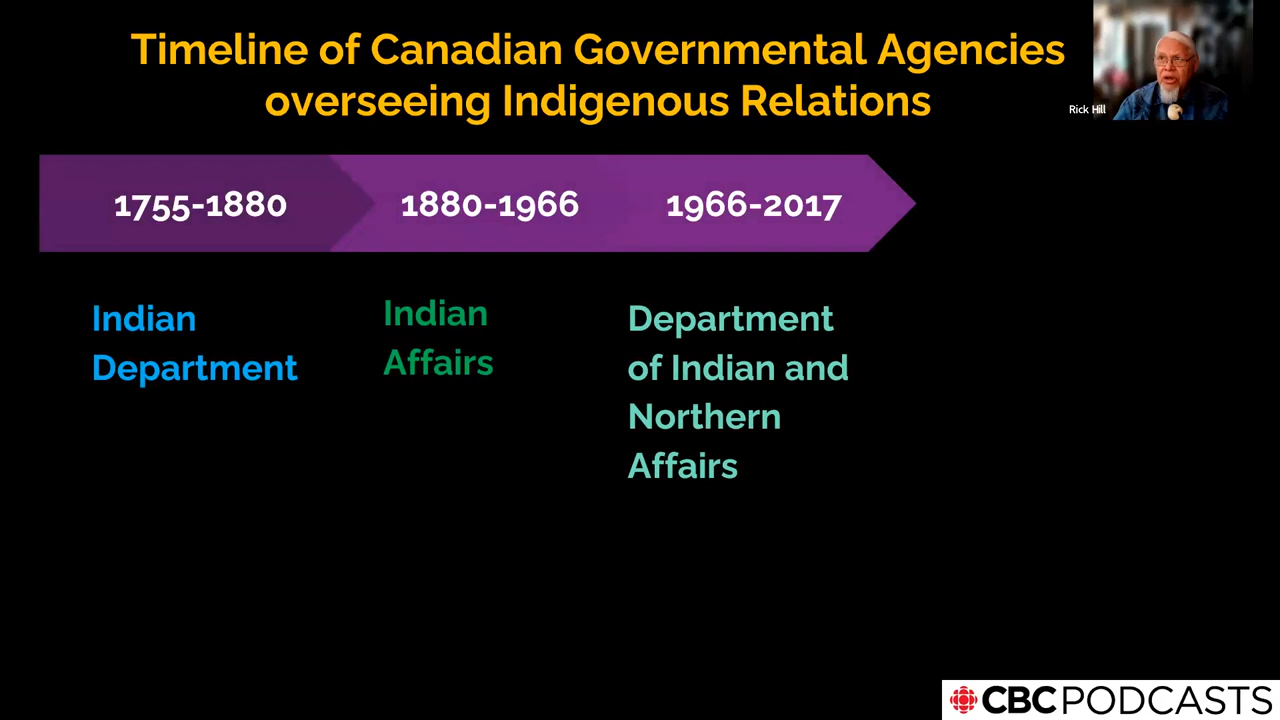 Timeline of Canadian Governmental Agencies
overseeing Indigenous Relations
Rick Hill
1755-1880
1880-1966
1966-2017
Indian
Department
Indian
Affairs
Department
of Indian and
Northern
Affairs
CBC PODCASTS